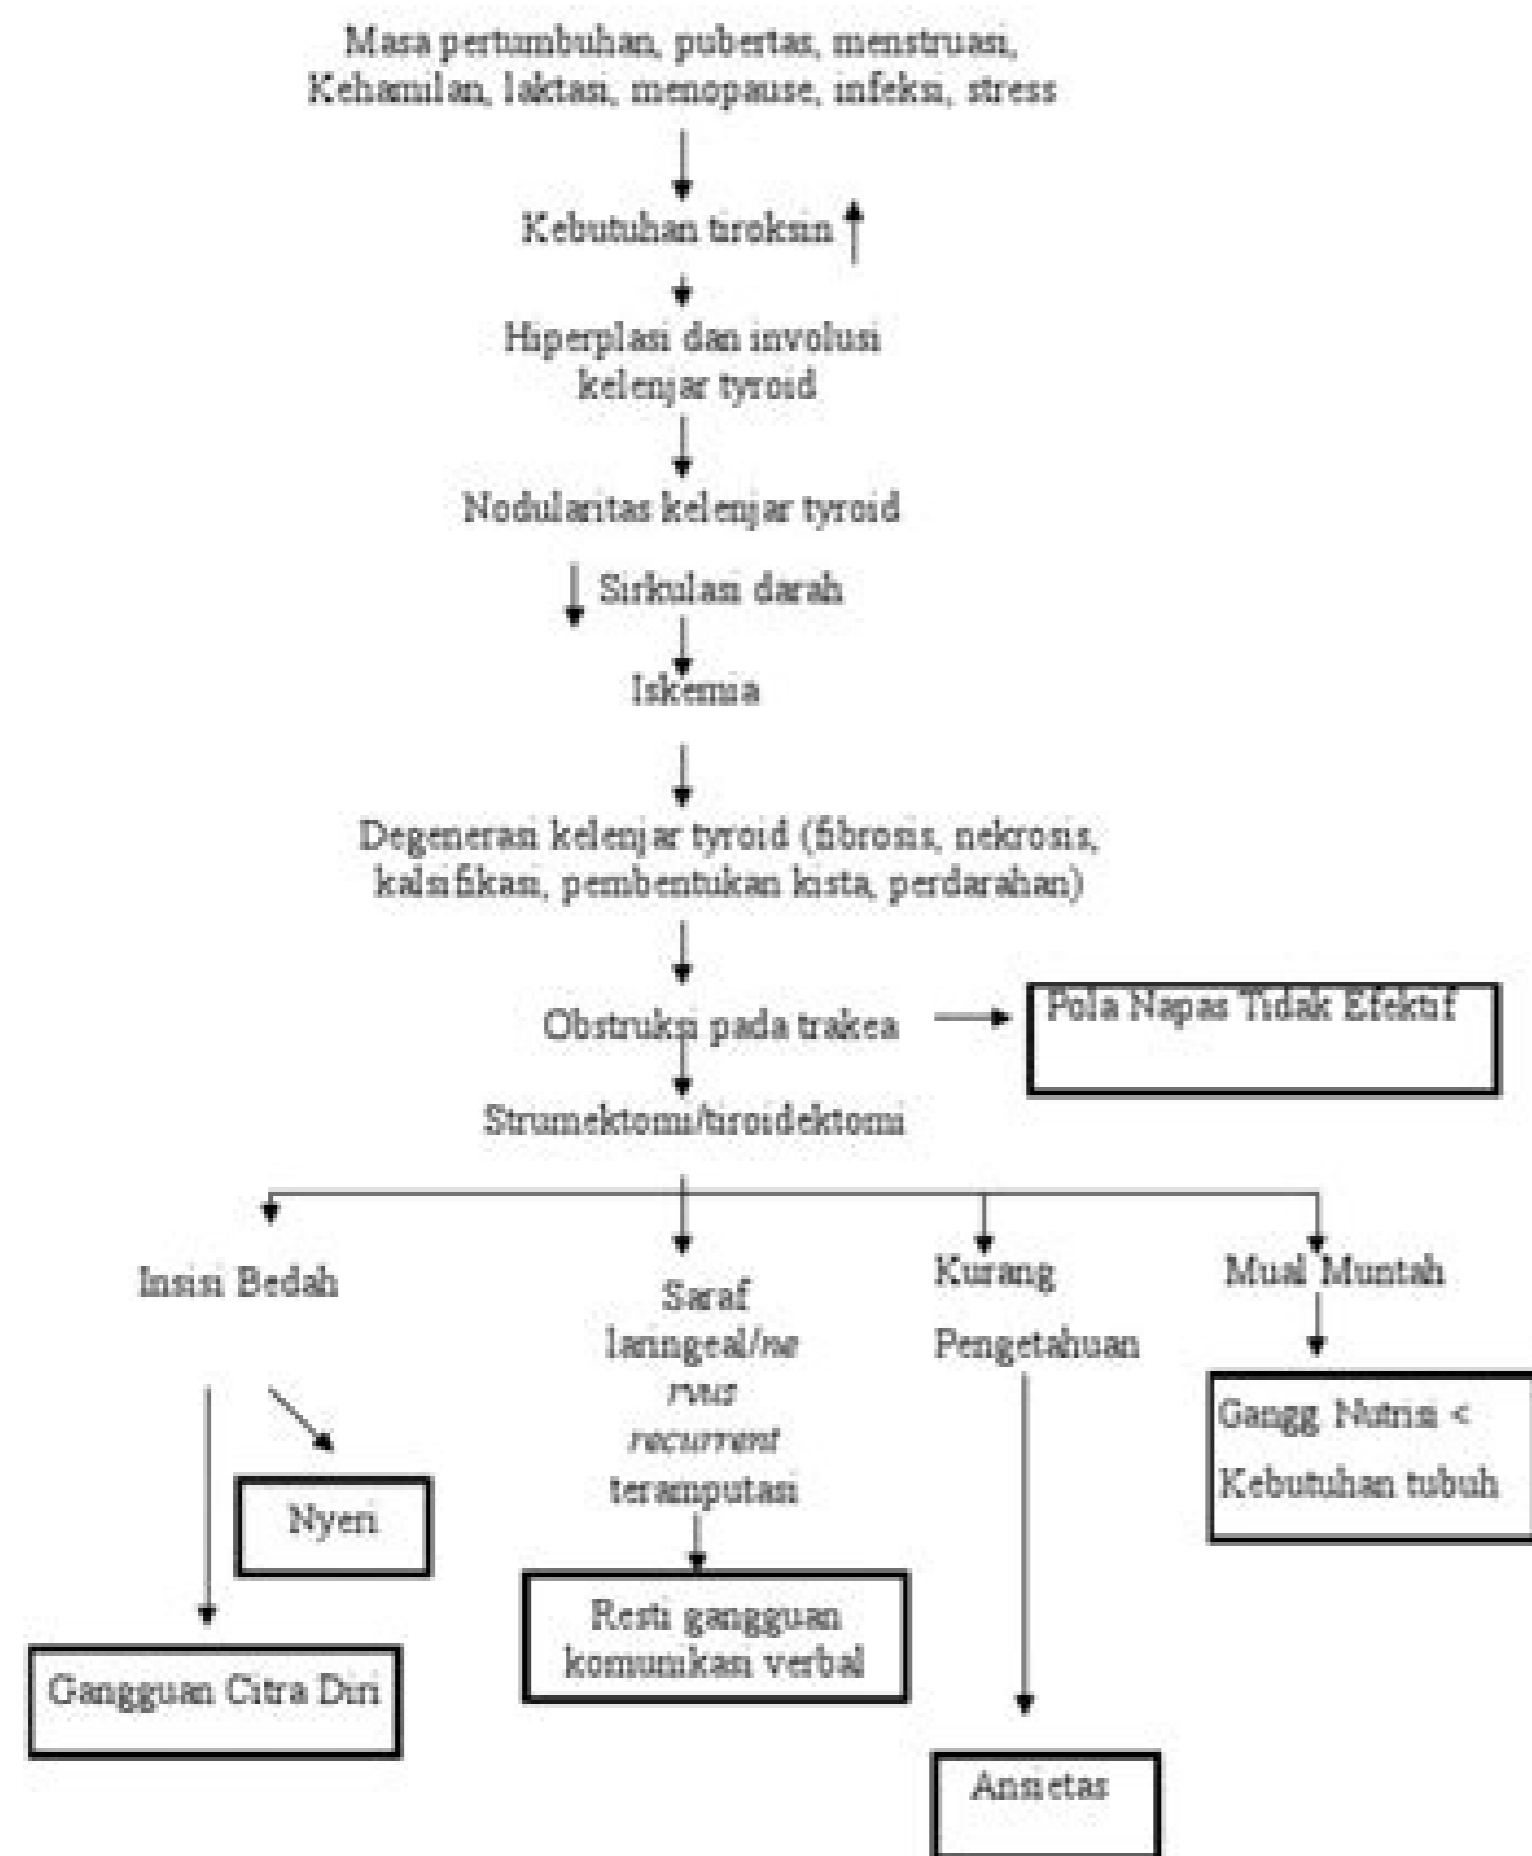 Masa pertumbuhan, pubertas, menstruasi,
Kehamilan, laktasi, menopause, infeksi, stress
Kebutuhan tiroksin
Hiperplasi dan involusi
kelenjar tyroid
Nodularitas kelenjar tyroid
Sirkulasi darah
Iskemia
Degenerasi kelenjar tyroid (fibrosis, nekrosis,
kalsifikasi, pembentukan kista, perdarahan)
Obstruksi pada trakea
Pola Napas Tidak Efektif
Strumektomi/tiroidektomi
Insisi Bedah
Nyeri
Gangguan Citra Diri
Saraf
laringeal/ne
rvus
recurrent
teramputasi
Resti gangguan
komunikasi verbal
Kurang
Pengetahuan
Ansietas
Mual Muntah
Gangg. Nutrisi <
Kebutuhan tubuh